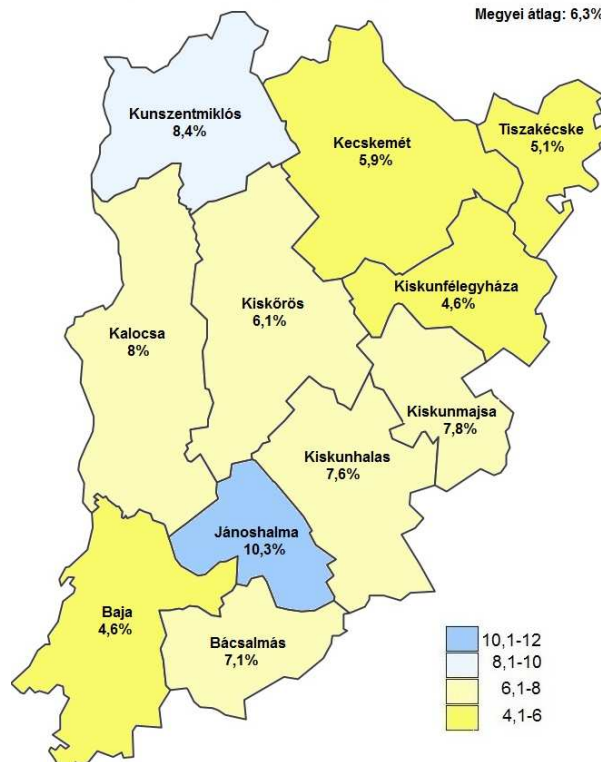 Megyei átlag: 6,3%
Kunszentmiklós
8,4%
Kecskemét
5,9%
Tiszakécske
5,1%
Kiskunfélegyháza
4,6%
Kiskőrös
6,1%
Kalocsa
8%
Kiskunmajsa
7,8%
Kiskunhalas
7,6%
Jánoshalma
10,3%
Baja
4,6%
Bácsalmás
7,1%
10,1-12
8,1-10
6,1-8
4,1-6